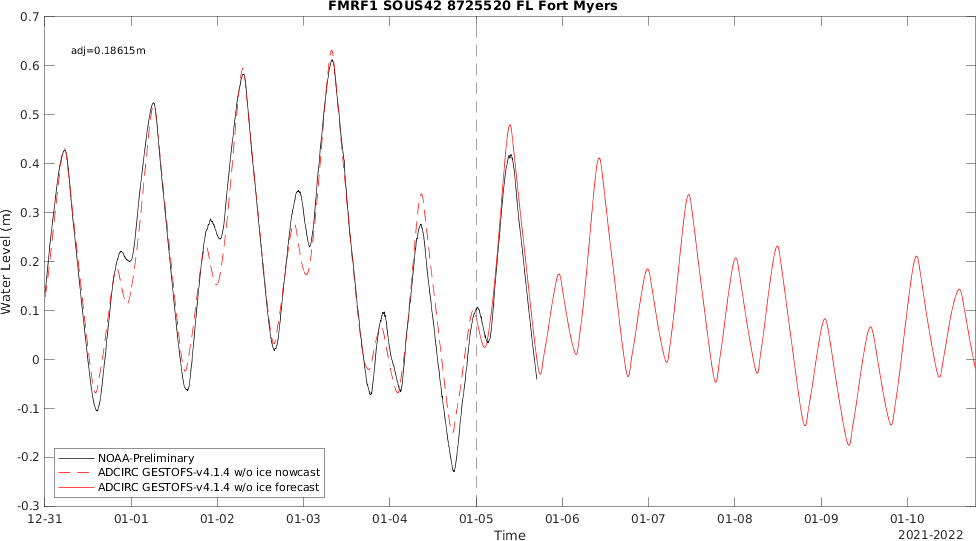 FMRF1 SOUS42 8725520 FL Fort Myers
adj=0.18615m
Water Level (m)
0.7
0.6
0.5
0.4
0.3
0.2
0.1
0
-0.1
-0.2
-0.3
NOAA-Preliminary
ADCIRC GESTOFS-v4.1.4 w/o ice nowcast
ADCIRC GESTOFS-v4.1.4 w/o ice forecast
12-31 01-01 01-02 01-03 01-04 01-05 01-06 01-07 01-08 01-09 01-10
Time
2021-2022